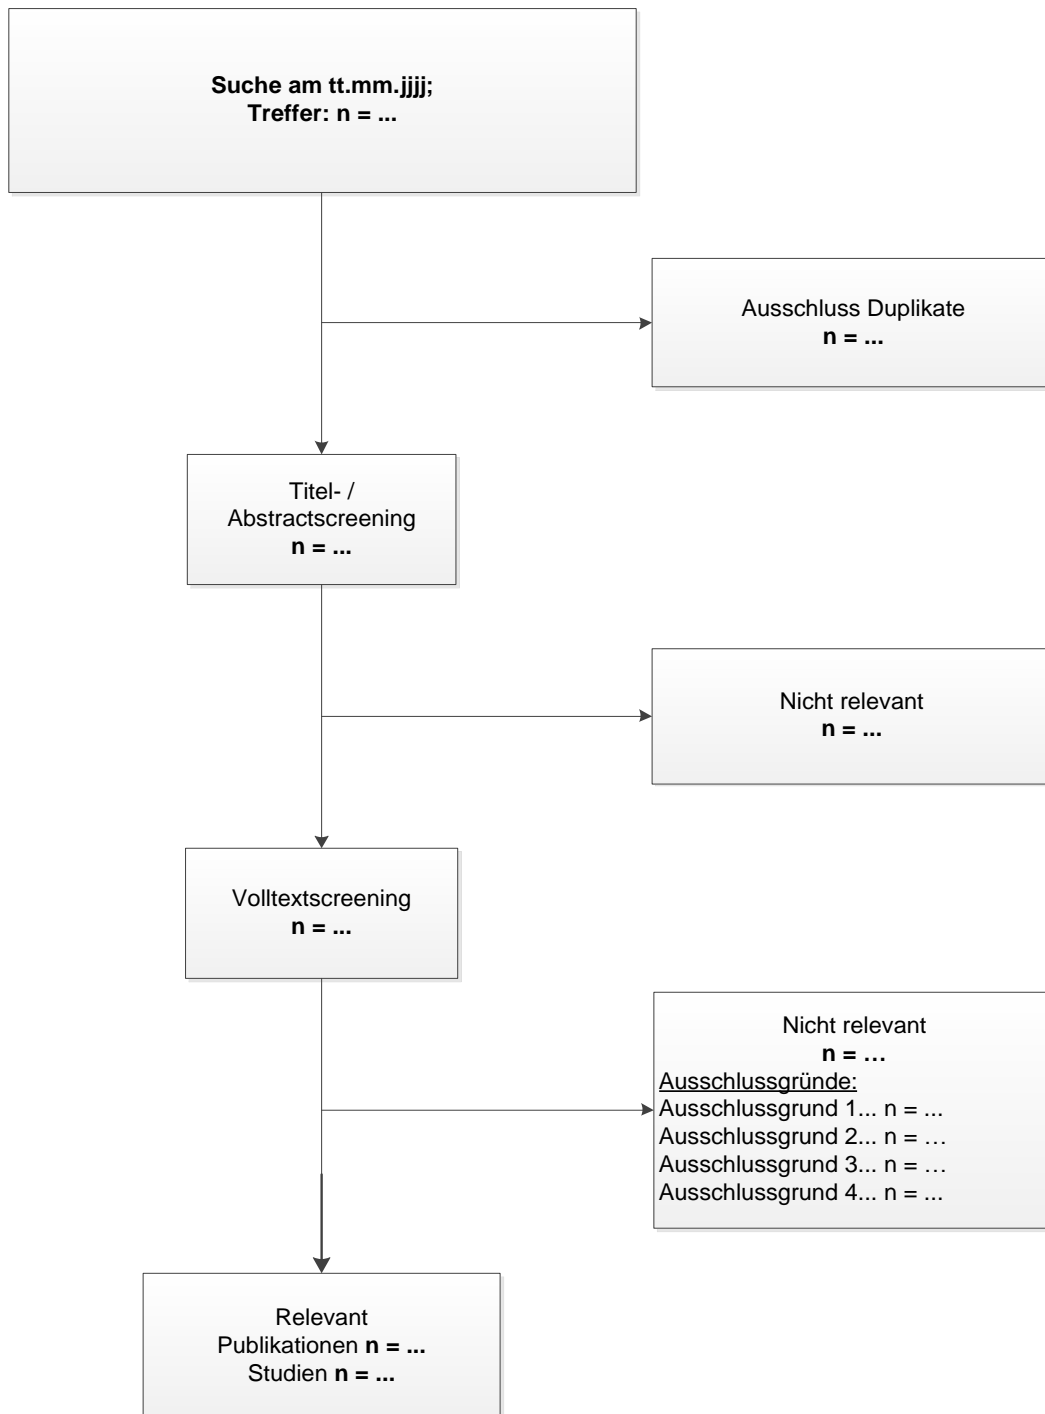 Suche am tt.mm.jjjj;
Treffer: n = ...
Ausschluss Duplikate
n = ...
Titel- /
Abstractscreening
n = ...
Nicht relevant
n = ...
Volltextscreening
n = ...
Nicht relevant
n = …
Ausschlussgründe:
Ausschlussgrund 1... n = ...
Ausschlussgrund 2... n = …
Ausschlussgrund 3... n = …
Ausschlussgrund 4... n = ...
Relevant
Publikationen n = ...
Studien n = ...